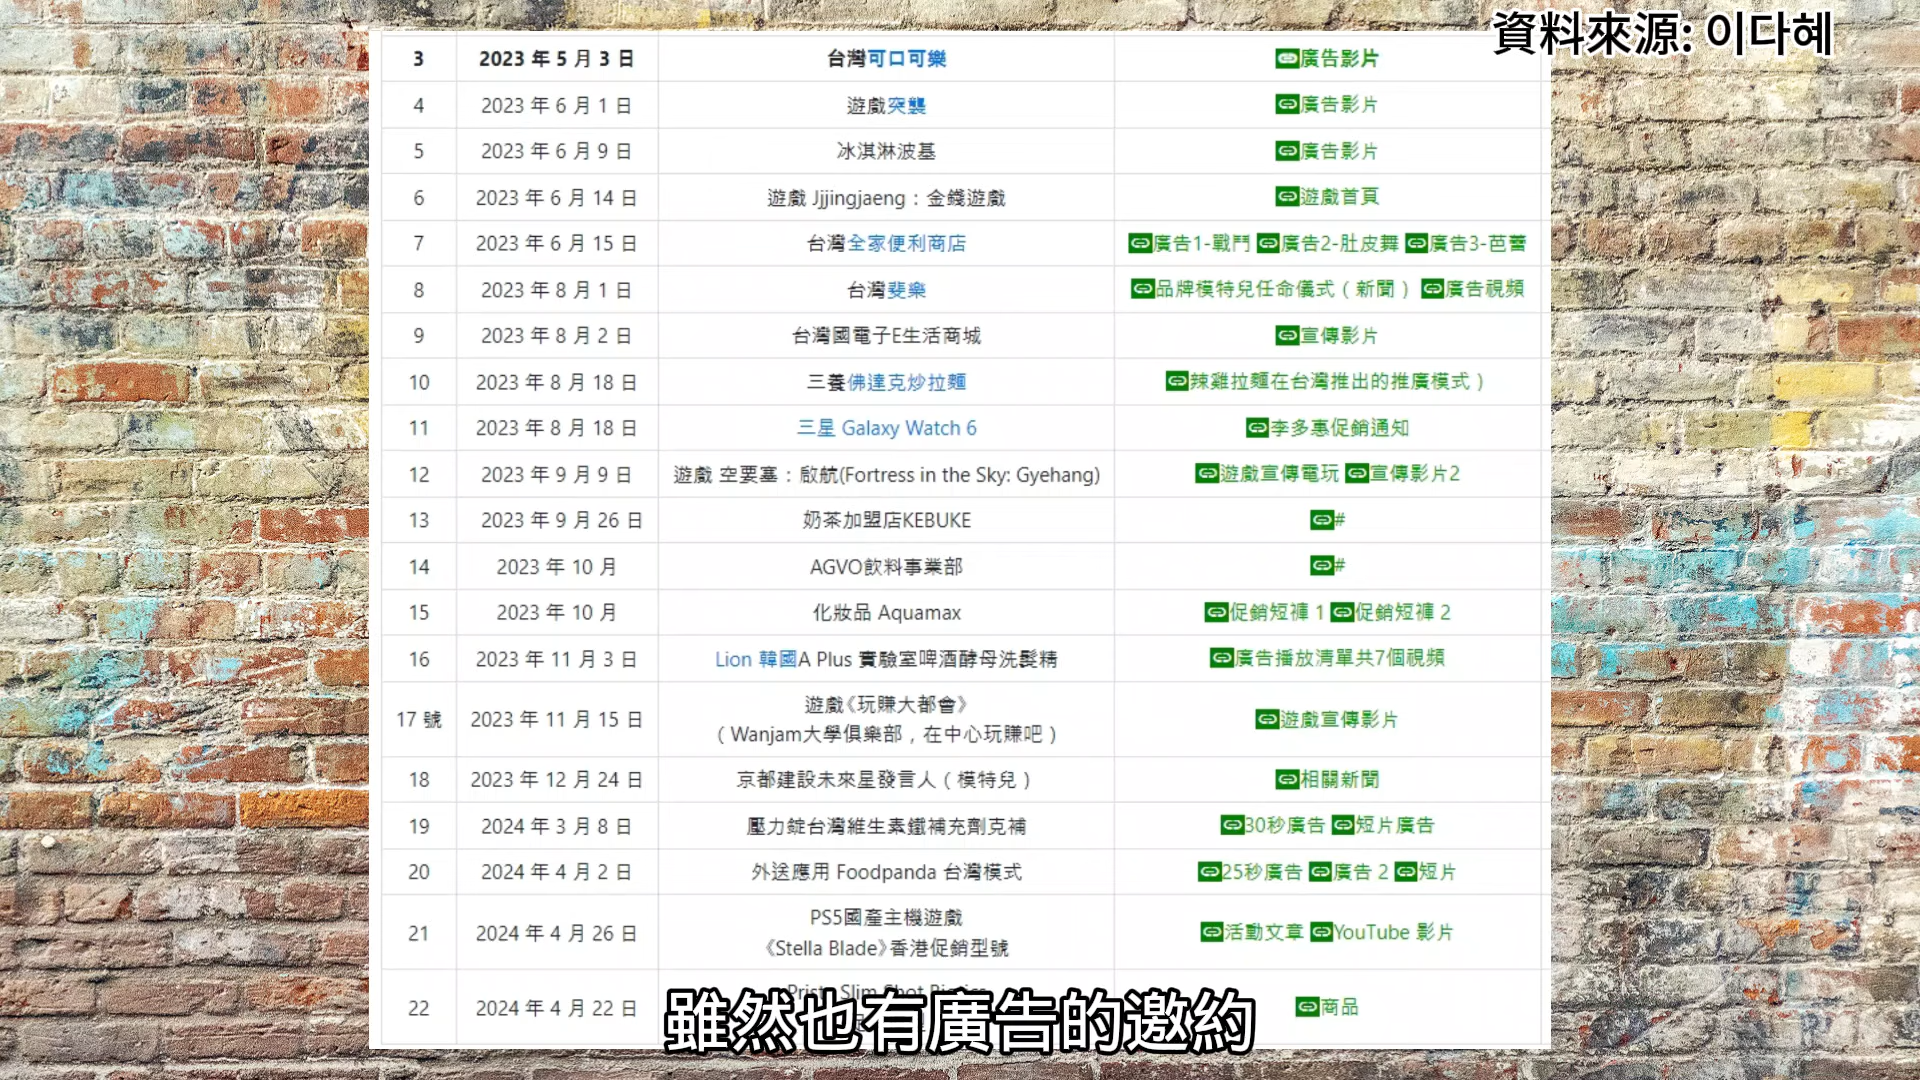 資料來源: 이다혜
3 2023 年 5 月 3 日 台灣可口可樂 廣告影片
4 2023 年 6 月 1 日 遊戲突襲 廣告影片
5 2023 年 6 月 9 日 冰淇淋波基 廣告影片
6 2023 年 6 月 14 日 遊戲 Jjjingjaeng：金錢遊戲 遊戲首頁
7 2023 年 6 月 15 日 台灣全家便利商店 廣告1-戰鬥 廣告2-肚皮舞 廣告3-芭蕾
8 2023 年 8 月 1 日 台灣斐樂 品牌模特兒任命儀式（新聞） 廣告視頻
9 2023 年 8 月 2 日 台灣國電子E生活商城 宣傳影片
10 2023 年 8 月 18 日 三養佛達克炒拉麵 辣雞拉麵在台灣推出的推廣模式）
11 2023 年 8 月 18 日 三星 Galaxy Watch 6 李多惠促銷通知
12 2023 年 9 月 9 日 遊戲 空要塞：啟航(Fortress in the Sky: Gyehang) 遊戲宣傳電玩 宣傳影片2
13 2023 年 9 月 26 日 奶茶加盟店KEBUKE #
14 2023 年 10 月 AGVO飲料事業部 #
15 2023 年 10 月 化妝品 Aquamax 促銷短褲 1 促銷短褲 2
16 2023 年 11 月 3 日 Lion 韓國A Plus 實驗室啤酒酵母洗髮精 廣告播放清單共7個視頻
17 號 2023 年 11 月 15 日 遊戲《玩賺大都會》
（Wanjam大學俱樂部，在中心玩賺吧） 遊戲宣傳影片
18 2023 年 12 月 24 日 京都建設未來星發言人（模特兒） 相關新聞
19 2024 年 3 月 8 日 壓力錠台灣維生素鐵補充劑克補 30秒廣告 短片廣告
20 2024 年 4 月 2 日 外送應用 Foodpanda 台灣模式 25秒廣告 廣告 2 短片
21 2024 年 4 月 26 日 PS5國產主機遊戲
《Stella Blade》香港促銷型號 活動文章 YouTube 影片
22 2024 年 4 月 22 日 Slim 商品
雖然也有廣告的邀約